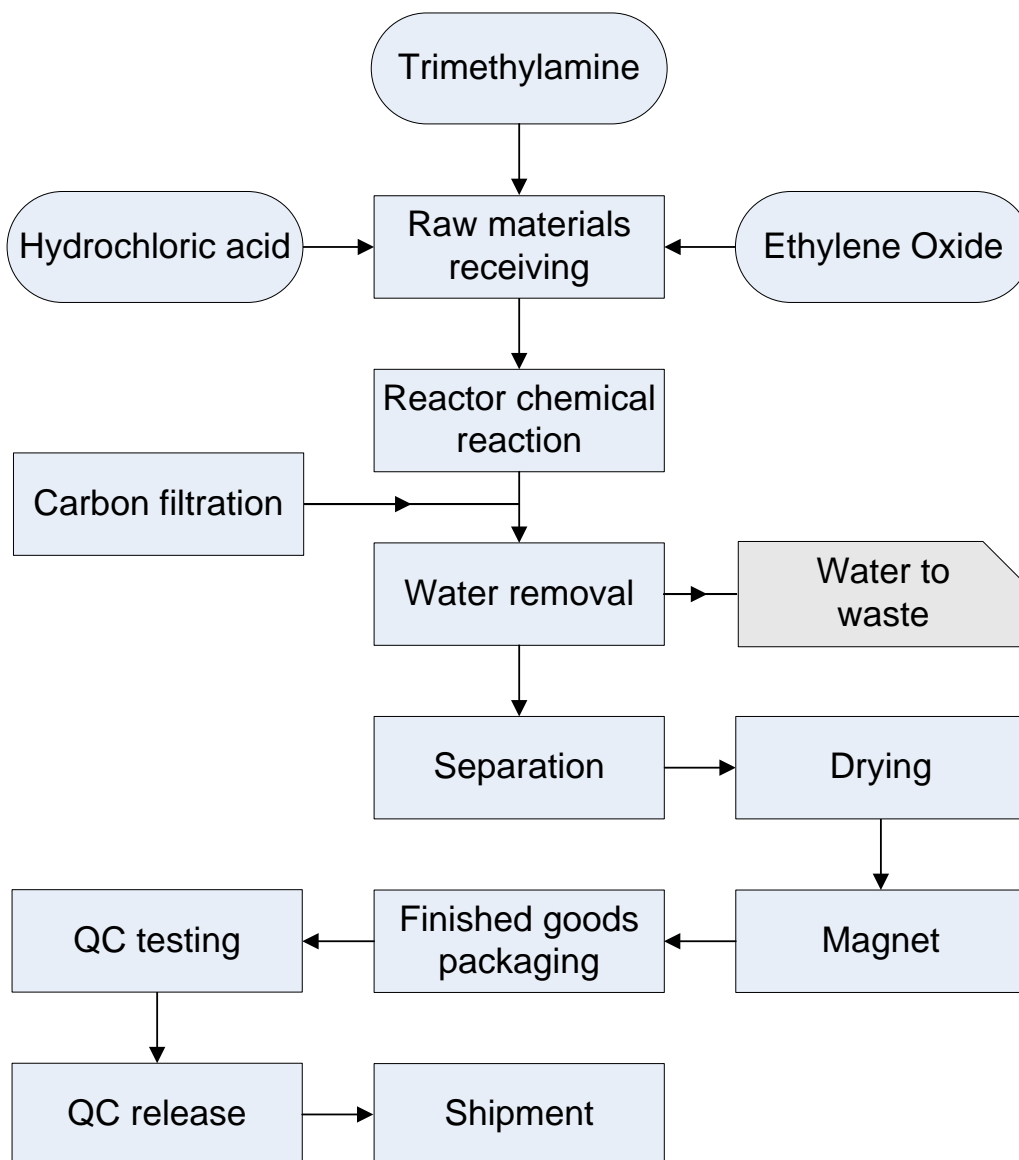 Trimethylamine
Hydrochloric acid
Raw materials
receiving
Ethylene Oxide
Reactor chemical
reaction
Carbon filtration
Water removal
Water to
waste
Separation
Drying
QC testing
Finished goods
packaging
Magnet
QC release
Shipment